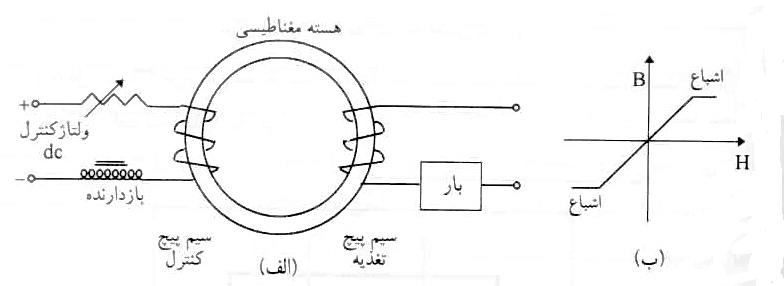 هسته مغناطیسی
+
ولتاژکنترل
dc
−
بازدارنده
سیم پیچ
کنترل
سیم پیچ
تغذیه
بار
(الف)
B
اشباع
H
اشباع
(ب)